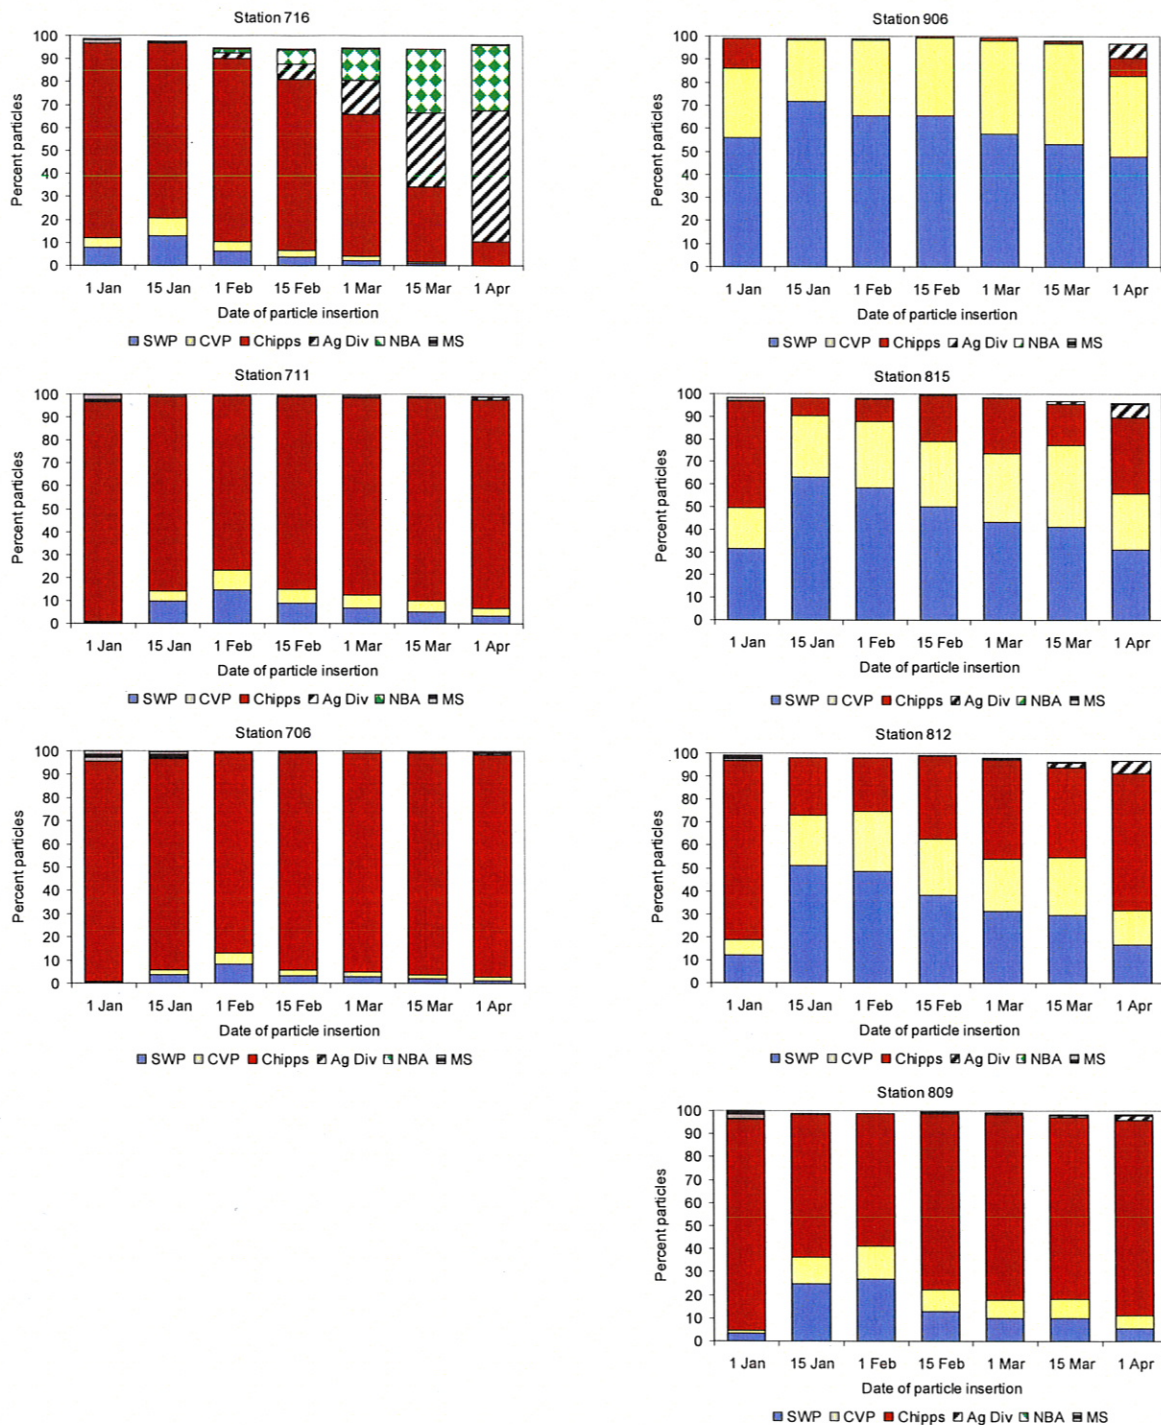 Station 716
Percent particles
100
90
80
70
60
50
40
30
20
10
0
1 Jan 15 Jan 1 Feb 15 Feb 1 Mar 15 Mar 1 Apr
Date of particle insertion
SWP CVP Chipps Ag Div NBA MS
Station 711
Percent particles
100
90
80
70
60
50
40
30
20
10
0
1 Jan 15 Jan 1 Feb 15 Feb 1 Mar 15 Mar 1 Apr
Date of particle insertion
SWP CVP Chipps Ag Div NBA MS
Station 706
Percent particles
100
90
80
70
60
50
40
30
20
10
0
1 Jan 15 Jan 1 Feb 15 Feb 1 Mar 15 Mar 1 Apr
Date of particle insertion
SWP CVP Chipps Ag Div NBA MS
Station 906
Percent particles
100
90
80
70
60
50
40
30
20
10
0
1 Jan 15 Jan 1 Feb 15 Feb 1 Mar 15 Mar 1 Apr
Date of particle insertion
SWP CVP Chipps Ag Div NBA MS
Station 815
Percent particles
100
90
80
70
60
50
40
30
20
10
0
1 Jan 15 Jan 1 Feb 15 Feb 1 Mar 15 Mar 1 Apr
Date of particle insertion
SWP CVP Chipps Ag Div NBA MS
Station 812
Percent particles
100
90
80
70
60
50
40
30
20
10
0
1 Jan 15 Jan 1 Feb 15 Feb 1 Mar 15 Mar 1 Apr
Date of particle insertion
SWP CVP Chipps Ag Div NBA MS
Station 809
Percent particles
100
90
80
70
60
50
40
30
20
10
0
1 Jan 15 Jan 1 Feb 15 Feb 1 Mar 15 Mar 1 Apr
Date of particle insertion
SWP CVP Chipps Ag Div NBA MS